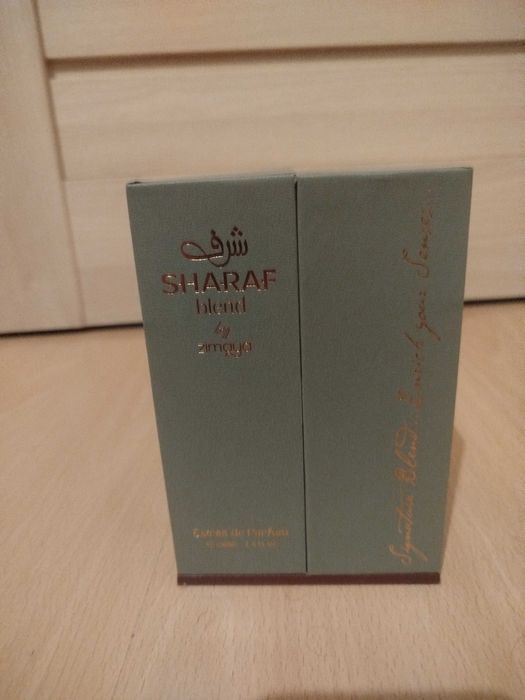 شرف
SHARAF
blend
by
zimaya
Extrait de Parfum
Signature Blend... Enrich your Senses...